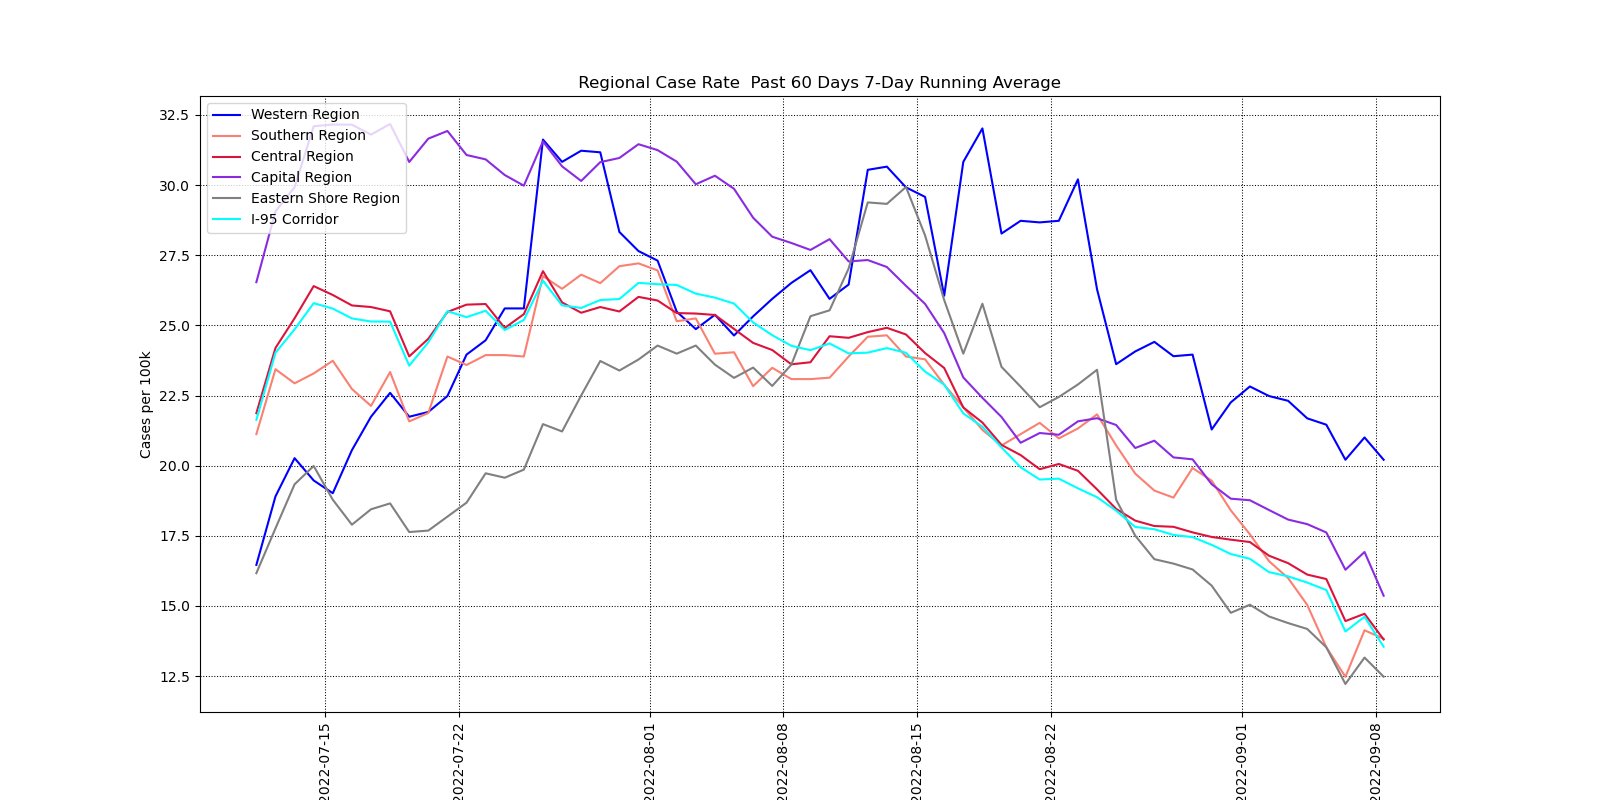 Regional Case Rate  Past 60 Days 7-Day Running Average
Western Region
Southern Region
Central Region
Capital Region
Eastern Shore Region
I-95 Corridor
Cases per 100k
32.5
30.0
27.5
25.0
22.5
20.0
17.5
15.0
12.5
2022-07-15
2022-07-22
2022-08-01
2022-08-08
2022-08-15
2022-08-22
2022-09-01
2022-09-08